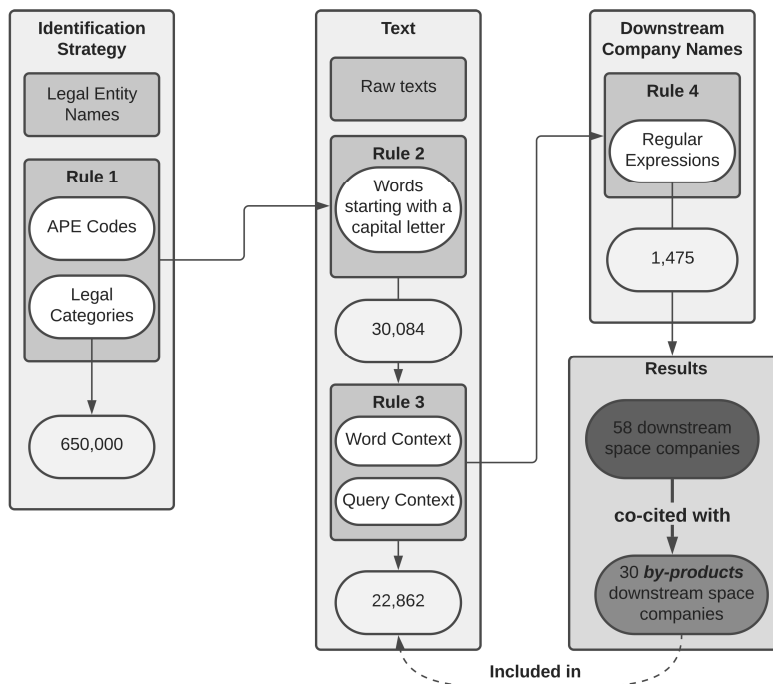 Identification
Strategy
Legal Entity
Names
Rule 1
APE Codes
Legal
Categories
650,000
Text
Raw texts
Rule 2
Words
starting with a
capital letter
30,084
Rule 3
Word Context
Query Context
22,862
Downstream
Company Names
Rule 4
Regular
Expressions
1,475
Results
58 downstream
space companies
co-cited with
30 by-products
downstream space
companies
Included in